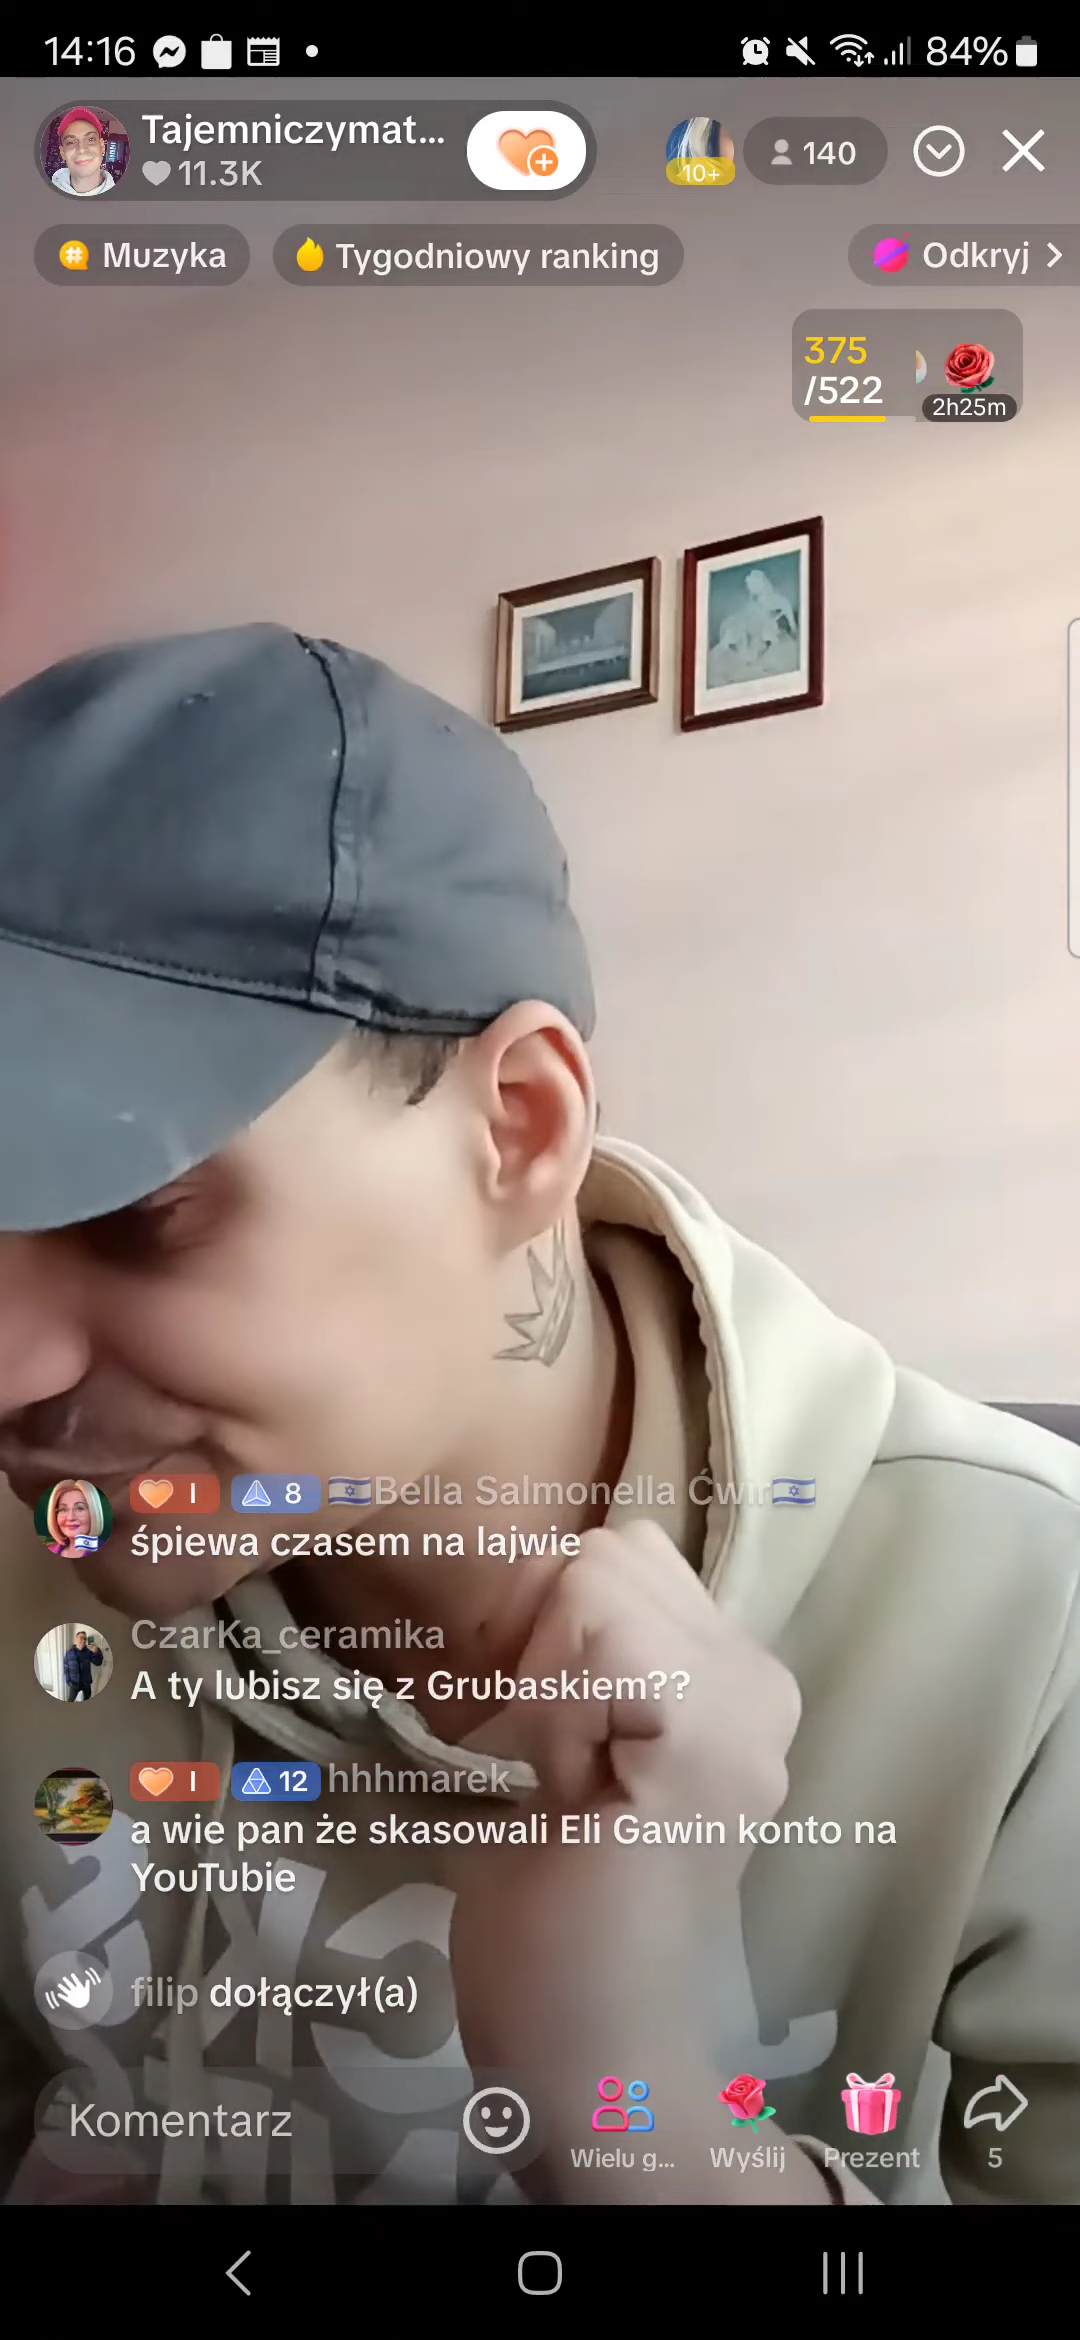 14:16
84%
Tajemniczymat...
11.3K
10+
140
Muzyka
Tygodniowy ranking
Odkryj
375
/522
2h25m
I 8 🇮🇱Bella Salmonella Ćwir🇮🇱
śpiewa czasem na lajwie
CzarKa_ceramika
A ty lubisz się z Grubaskiem??
I 12 hhhmarek
a wie pan że skasowali Eli Gawin konto na
YouTubie
filip dołączył(a)
Komentarz
Wielu g...
Wyślij
Prezent
5